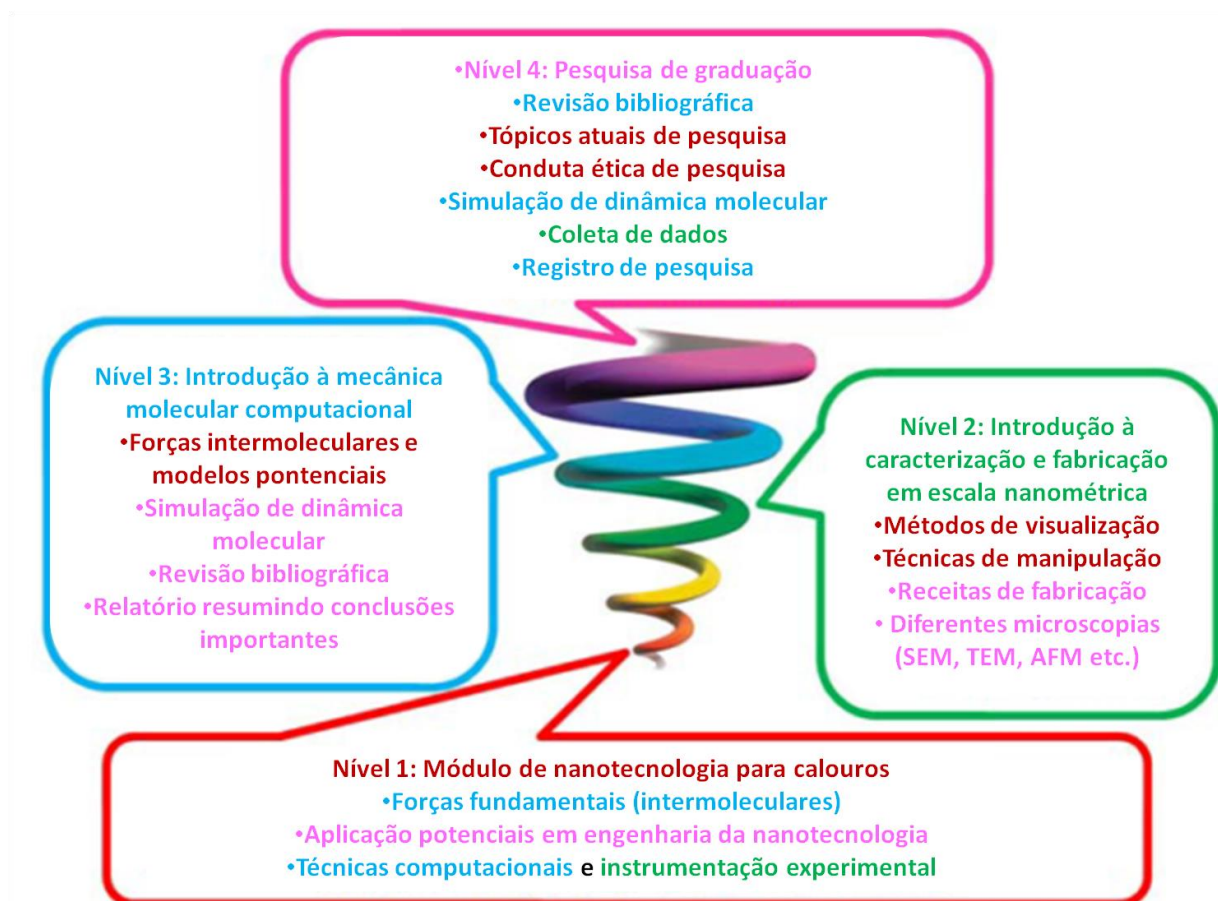 •Nível 4: Pesquisa de graduação
•Revisão bibliográfica
•Tópicos atuais de pesquisa
•Conduta ética de pesquisa
•Simulação de dinâmica molecular
•Coleta de dados
•Registro de pesquisa
Nível 3: Introdução à mecânica
molecular computacional
•Forças intermoleculares e
modelos pontenciais
•Simulação de dinâmica
molecular
•Revisão bibliográfica
•Relatório resumindo conclusões
importantes
Nível 2: Introdução à
caracterização e fabricação
em escala nanométrica
•Métodos de visualização
•Técnicas de manipulação
•Receitas de fabricação
• Diferentes microscopias
(SEM, TEM, AFM etc.)
Nível 1: Módulo de nanotecnologia para calouros
•Forças fundamentais (intermoleculares)
•Aplicação potenciais em engenharia da nanotecnologia
•Técnicas computacionais e instrumentação experimental